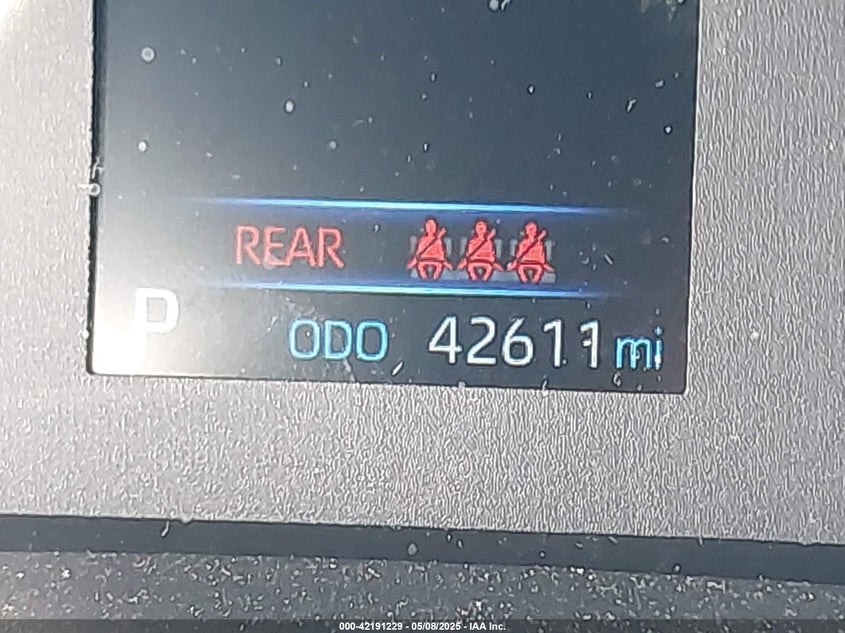 REAR
P
ODO 42611 mi
000-42191229 - 05/08/2025 - IAA Inc.